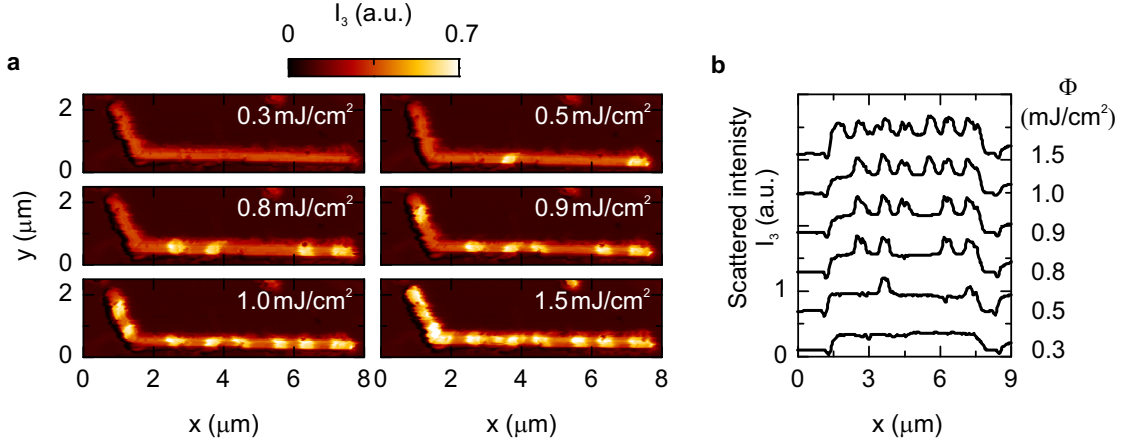 I3 (a.u.)
0 0.7
a
0.3 mJ/cm² 0.5 mJ/cm²
0.8 mJ/cm² 0.9 mJ/cm²
1.0 mJ/cm² 1.5 mJ/cm²
y (μm)
2
0
2
0
2
0
0 2 4 6 8 0 2 4 6 8
x (μm) x (μm)
b
Φ
(mJ/cm²)
1.5
1.0
0.9
0.8
0.5
0.3
Scattered intenisty
I3 (a.u.)
1
0
0 3 6 9
x (μm)